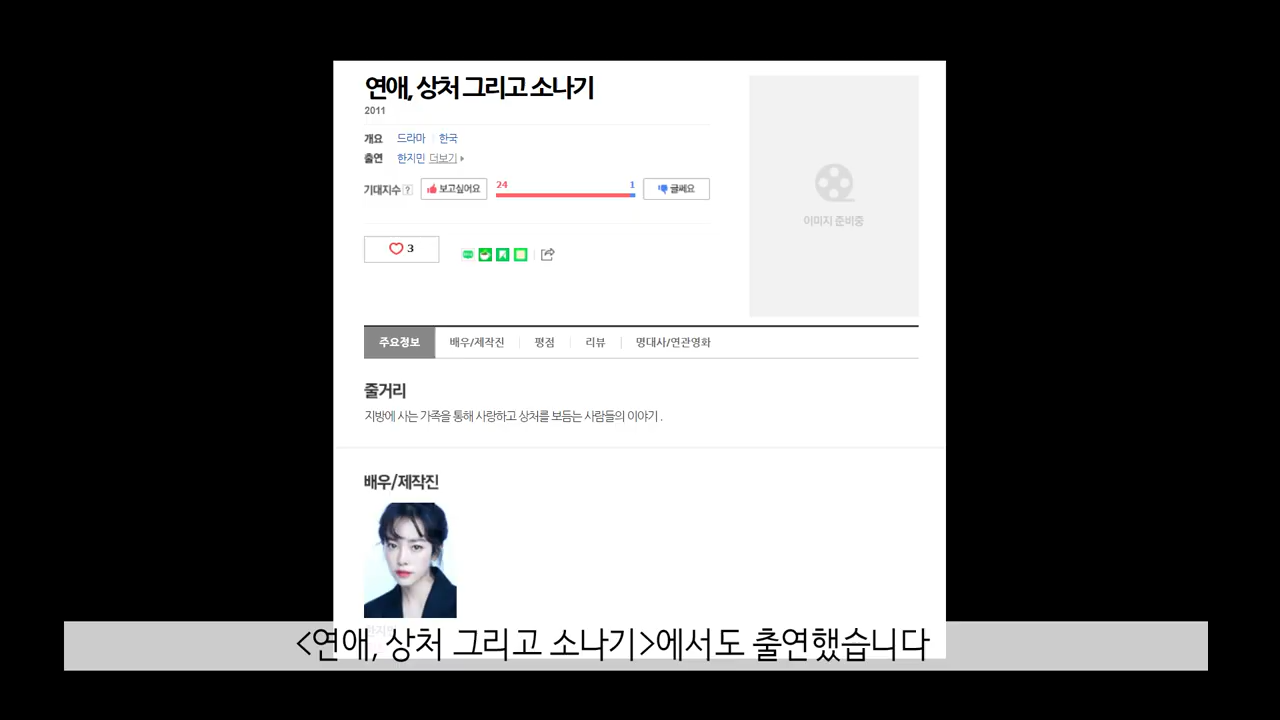 연애, 상처 그리고 소나기
2011
개요 드라마 한국
출연 한지민 더보기
기대지수 ? 보고싶어요 24 1 글쎄요
이미지 준비중
3
주요정보 배우/제작진 평점 리뷰 명대사/연관영화
줄거리
지방에 사는 가족을 통해 사랑하고 상처를 보듬는 사람들의 이야기 .
배우/제작진
한지민
<연애, 상처 그리고 소나기>에서도 출연했습니다